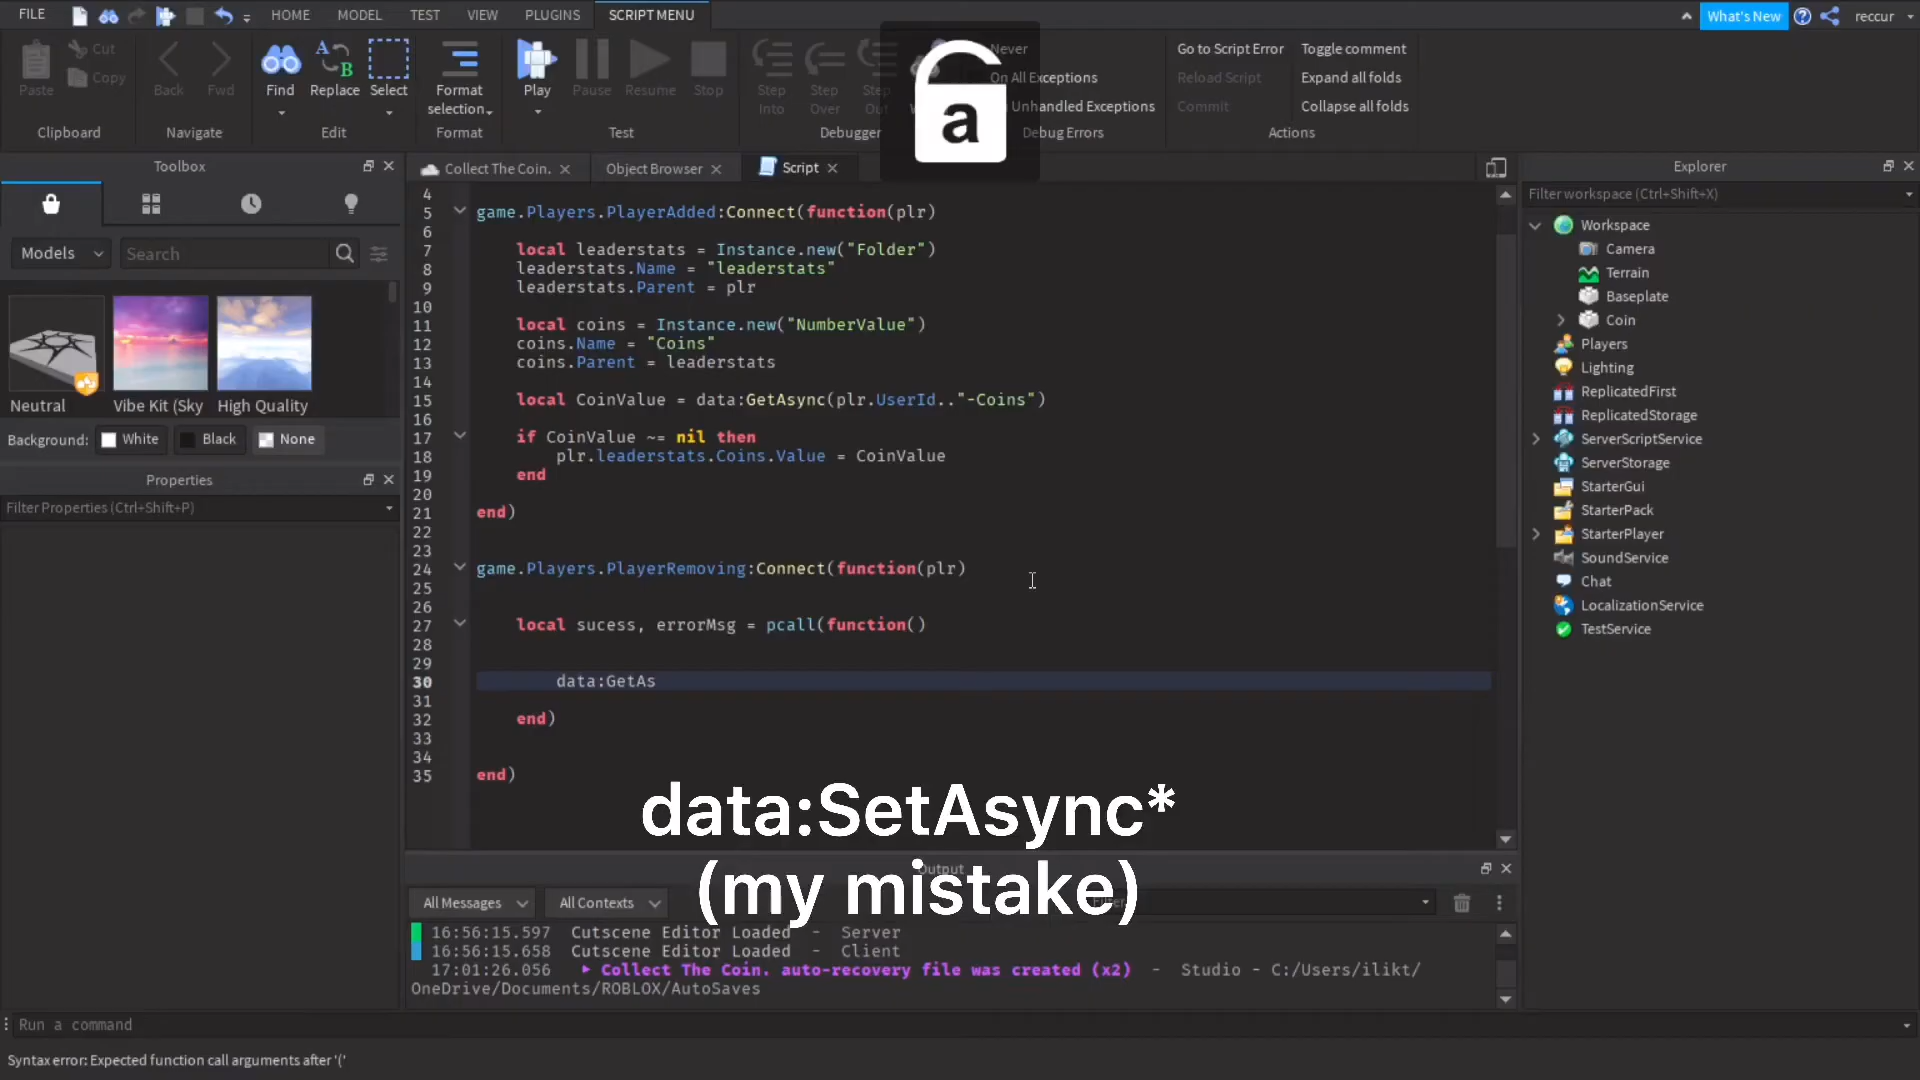 FILE HOME MODEL TEST VIEW PLUGINS SCRIPT MENU What's New reccur
Paste Cut Copy Back Fwd Find Replace Select Format selection Play Pause Resume Stop Step Into Step Over Step Out Never On All Exceptions Unhandled Exceptions Go to Script Error Reload Script Commit Toggle comment Expand all folds Collapse all folds
a
Clipboard Navigate Edit Format Test Debugger Debug Errors Actions
Toolbox Collect The Coin. Object Browser Script Explorer
Models Search
Neutral Vibe Kit (Sky High Quality
Background: White Black None
Properties
Filter Properties (Ctrl+Shift+P)
4
5 game.Players.PlayerAdded:Connect(function(plr)
6
7 local leaderstats = Instance.new("Folder")
8 leaderstats.Name = "leaderstats"
9 leaderstats.Parent = plr
10
11 local coins = Instance.new("NumberValue")
12 coins.Name = "Coins"
13 coins.Parent = leaderstats
14
15 local CoinValue = data:GetAsync(plr.UserId.."-Coins")
16
17 if CoinValue ~= nil then
18 plr.leaderstats.Coins.Value = CoinValue
19 end
20
21 end)
22
23
24 game.Players.PlayerRemoving:Connect(function(plr)
25
26
27 local sucess, errorMsg = pcall(function()
28
29
30 data:GetAs
31
32 end)
33
34
35 end)
data:SetAsync*
(my mistake)
Filter workspace (Ctrl+Shift+X)
Workspace
Camera
Terrain
Baseplate
Coin
Players
Lighting
ReplicatedFirst
ReplicatedStorage
ServerScriptService
ServerStorage
StarterGui
StarterPack
StarterPlayer
SoundService
Chat
LocalizationService
TestService
Output
All Messages All Contexts Filter...
16:56:15.597 Cutscene Editor Loaded - Server
16:56:15.658 Cutscene Editor Loaded - Client
17:01:26.056 Collect The Coin. auto-recovery file was created (x2) - Studio - C:/Users/ilikt/
OneDrive/Documents/ROBLOX/AutoSaves
Run a command
Syntax error: Expected function call arguments after '('